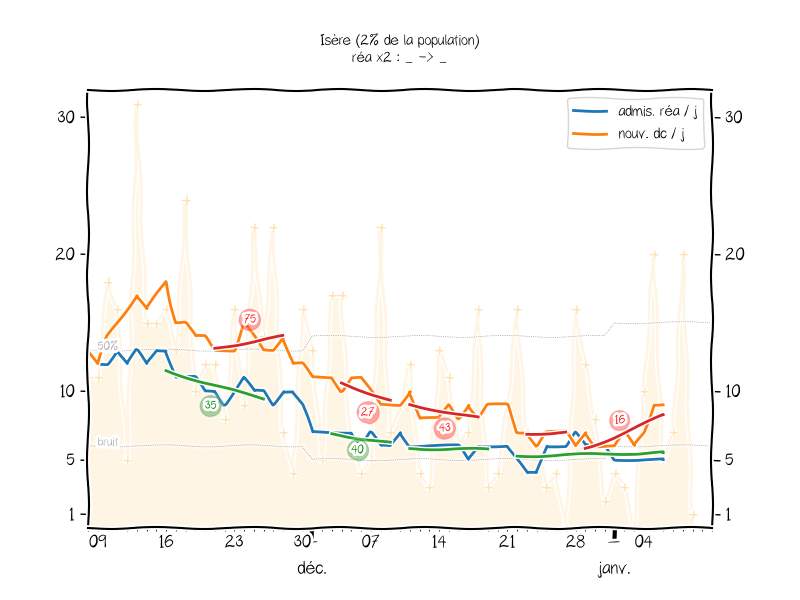 Isère (2% de la population)
réa x2 : _ -> _
admis. réa / j
nouv. dc / j
30
30
20
20
10
10
5
5
1
1
50%
bruit
75
35
27
43
40
16
09 16 23 30 07 14 21 28 04
déc. janv.